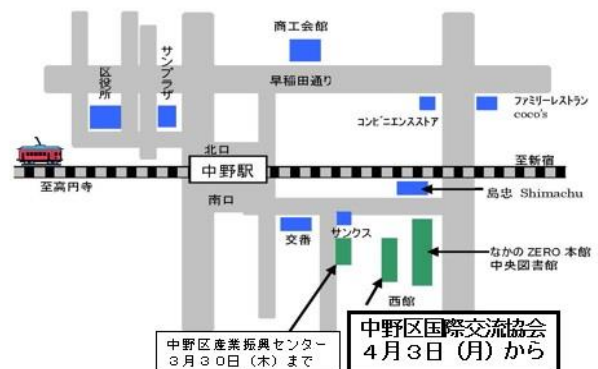 商工会館
サンプラザ
区役所
早稲田通り
コンビニエンスストア
ファミリーレストラン
coco's
北口
中野駅
至新宿
至高円寺
南口
島忠 Shimachu
交番
サンクス
なかのZERO本館
中央図書館
西館
中野区産業振興センター
3月30日（木）まで
中野区国際交流協会
4月3日（月）から